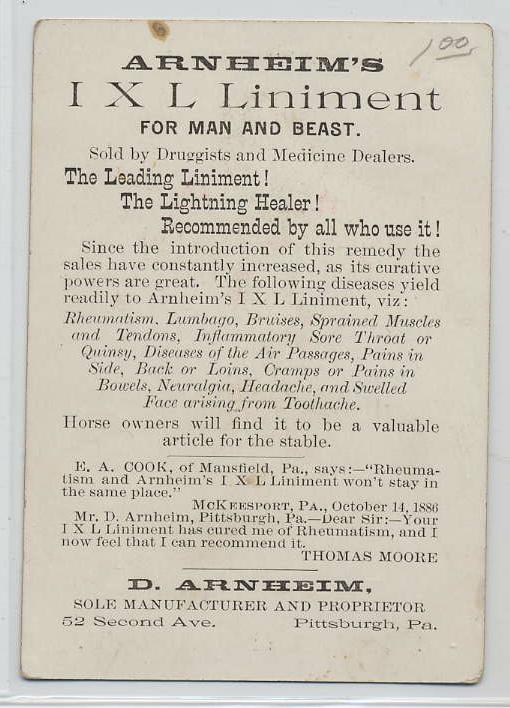 1.00
ARNHEIM'S
I X L Liniment
FOR MAN AND BEAST.
Sold by Druggists and Medicine Dealers.
The Leading Liniment!
The Lightning Healer!
Recommended by all who use it!
Since the introduction of this remedy the
sales have constantly increased, as its curative
powers are great. The following diseases yield
readily to Arnheim's I X L Liniment, viz:
Rheumatism, Lumbago, Bruises, Sprained Muscles
and Tendons, Inflammatory Sore Throat or
Quinsy, Diseases of the Air Passages, Pains in
Side, Back or Loins, Cramps or Pains in
Bowels, Neuralgia, Headache, and Swelled
Face arising from Toothache.
Horse owners will find it to be a valuable
article for the stable.
E. A. COOK, of Mansfield, Pa., says:—"Rheuma-
tism and Arnheim's I X L Liniment won't stay in
the same place."
McKEESPORT, PA., October 14, 1886
Mr. D. Arnheim, Pittsburgh, Pa.—Dear Sir:—Your
I X L Liniment has cured me of Rheumatism, and I
now feel that I can recommend it.
THOMAS MOORE
D. ARNHEIM,
SOLE MANUFACTURER AND PROPRIETOR
52 Second Ave. Pittsburgh, Pa.